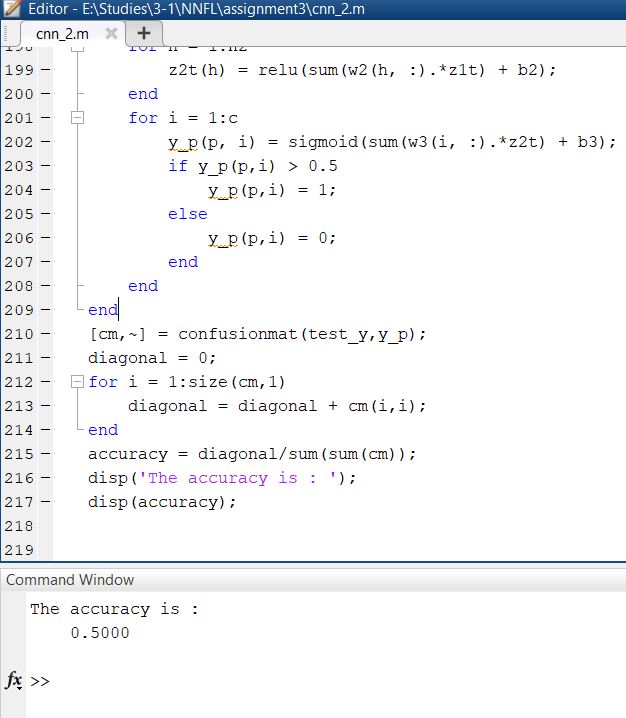 Editor - E:\Studies\3-1\NNFL\assignment3\cnn_2.m
cnn_2.m
199 z2t(h) = relu(sum(w2(h, :).*z1t) + b2);
200 end
201 for i = 1:c
202 y_p(p, i) = sigmoid(sum(w3(i, :).*z2t) + b3);
203 if y_p(p,i) > 0.5
204 y_p(p,i) = 1;
205 else
206 y_p(p,i) = 0;
207 end
208 end
209 end
210 [cm,~] = confusionmat(test_y,y_p);
211 diagonal = 0;
212 for i = 1:size(cm,1)
213 diagonal = diagonal + cm(i,i);
214 end
215 accuracy = diagonal/sum(sum(cm));
216 disp('The accuracy is : ');
217 disp(accuracy);
218
219
Command Window
The accuracy is :
0.5000
fx >>